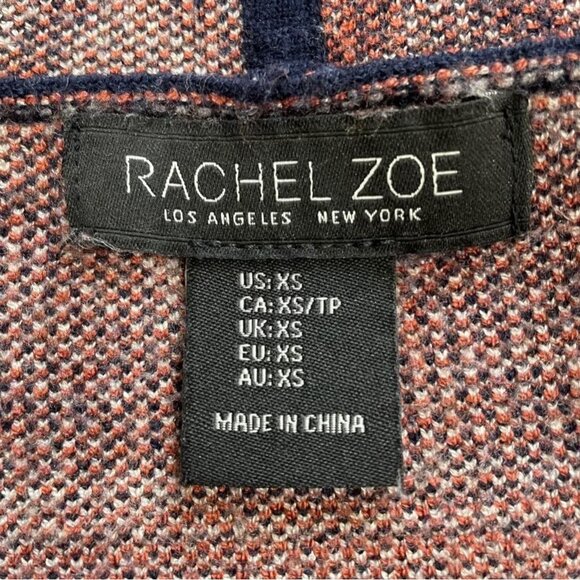 RACHEL ZOE
LOS ANGELES NEW YORK
US: XS
CA: XS/TP
UK: XS
EU: XS
AU: XS
MADE IN CHINA